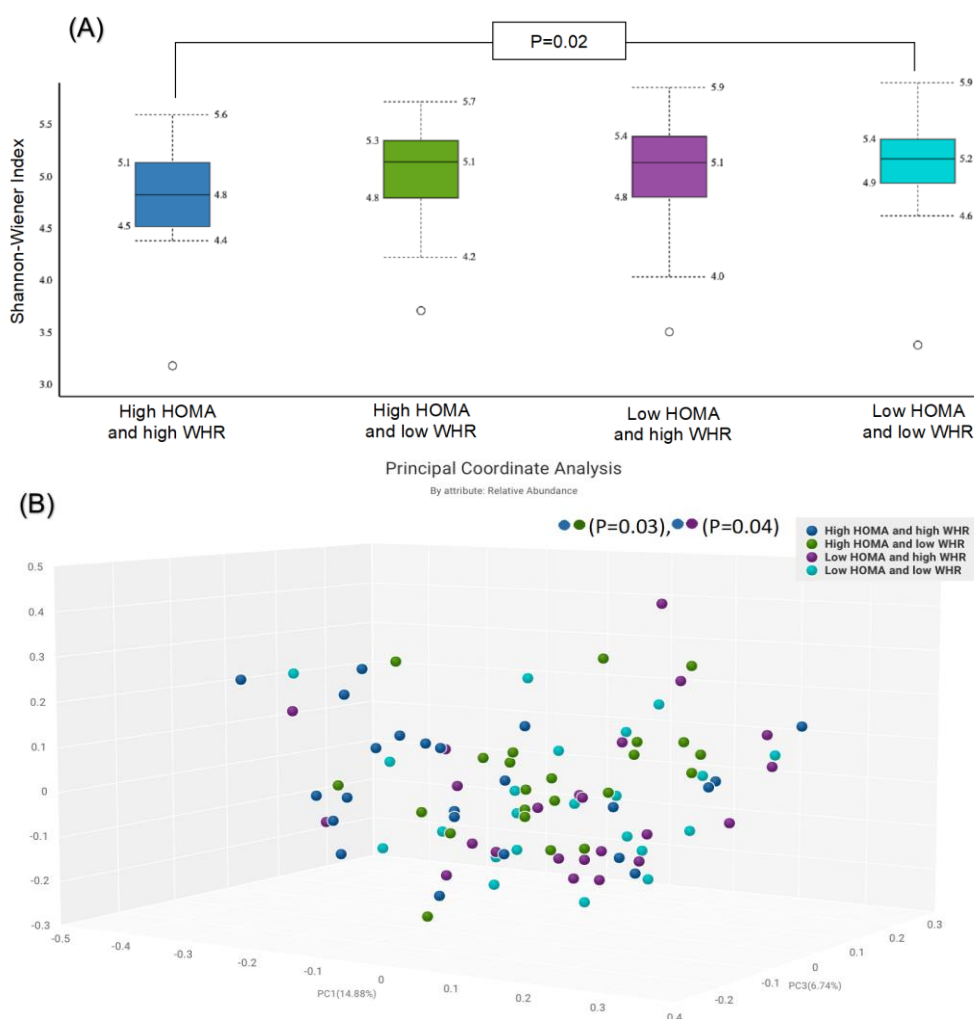 (A)
P=0.02
Shannon-Wiener Index
5.5
5.0
4.5
4.0
3.5
3.0
5.6
5.1
4.8
4.5
4.4
5.7
5.3
5.1
4.8
4.2
5.9
5.4
5.1
4.8
4.0
5.9
5.4
5.2
4.9
4.6
High HOMA
and high WHR
High HOMA
and low WHR
Low HOMA
and high WHR
Low HOMA
and low WHR
Principal Coordinate Analysis
By attribute: Relative Abundance
(B)
(P=0.03), (P=0.04)
High HOMA and high WHR
High HOMA and low WHR
Low HOMA and high WHR
Low HOMA and low WHR
0.5
0.4
0.3
0.2
0.1
0
-0.1
-0.2
-0.3
-0.5
-0.4
-0.3
-0.2
-0.1
0
0.1
0.2
0.3
0.4
PC1(14.88%)
-0.2
-0.1
0
0.1
0.2
0.3
PC3(6.74%)